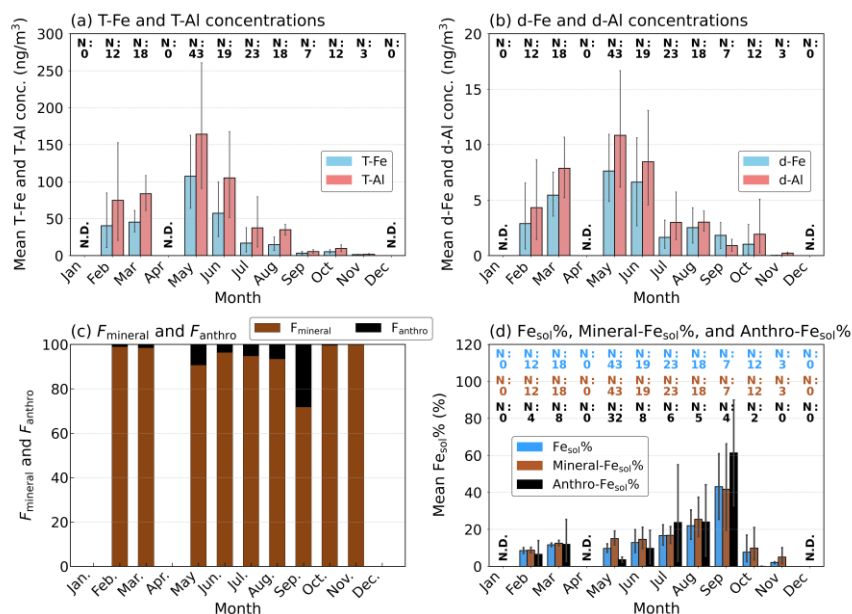 (a) T-Fe and T-Al concentrations
N: N: N: N: N: N: N: N: N: N: N: N:
0 12 18 0 43 19 23 18 7 12 3 0
300
250
200
150
100
50
0
Mean T-Fe and T-Al conc. (ng/m³)
T-Fe
T-Al
N.D. N.D. N.D.
Jan Feb Mar Apr May Jun Jul Aug Sep Oct Nov Dec
Month
(b) d-Fe and d-Al concentrations
N: N: N: N: N: N: N: N: N: N: N: N:
0 12 18 0 43 19 23 18 7 12 3 0
20
15
10
5
0
Mean d-Fe and d-Al conc. (ng/m³)
d-Fe
d-Al
N.D. N.D. N.D.
Jan Feb Mar Apr May Jun Jul Aug Sep Oct Nov Dec
Month
(c) Fmineral and Fanthro
Fmineral Fanthro
100
80
60
40
20
0
Fmineral and Fanthro
Jan. Feb. Mar. Apr. May Jun. Jul. Aug. Sep. Oct. Nov. Dec.
Month
(d) Fesol%, Mineral-Fesol%, and Anthro-Fesol%
N: N: N: N: N: N: N: N: N: N: N: N:
0 12 18 0 43 19 23 18 7 12 3 0
N: N: N: N: N: N: N: N: N: N: N: N:
0 12 18 0 43 19 23 18 7 12 3 0
N: N: N: N: N: N: N: N: N: N: N: N:
0 4 8 0 32 8 6 5 4 2 0 0
120
100
80
60
40
20
0
Mean Fesol% (%)
Fesol%
Mineral-Fesol%
Anthro-Fesol%
N.D. N.D. N.D.
Jan Feb Mar Apr May Jun Jul Aug Sep Oct Nov Dec
Month